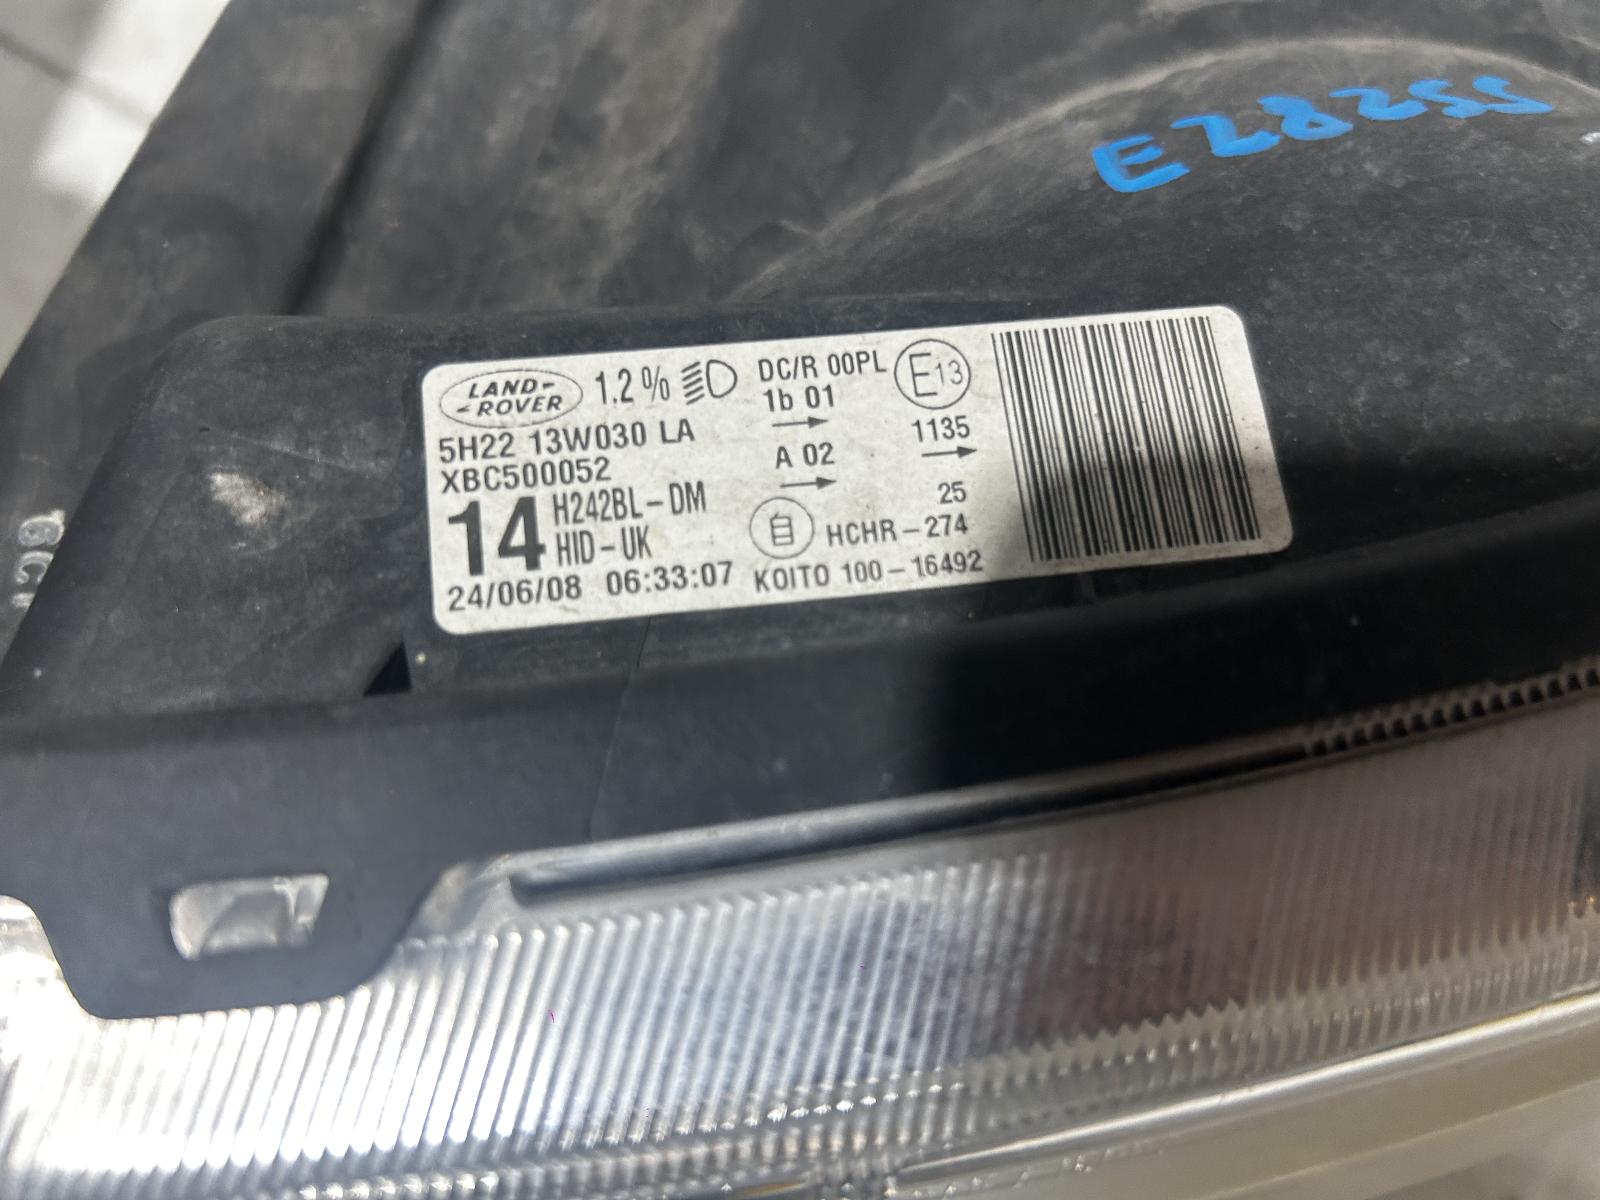 E28255
LAND-
-ROVER
1.2%
DC/R 00PL
E13
1b 01
5H22 13W030 LA
1135
XBC500052
A 02
14
H242BL-DM
25
HID-UK
HCHR-274
24/06/08 06:33:07
KOITO 100-16492